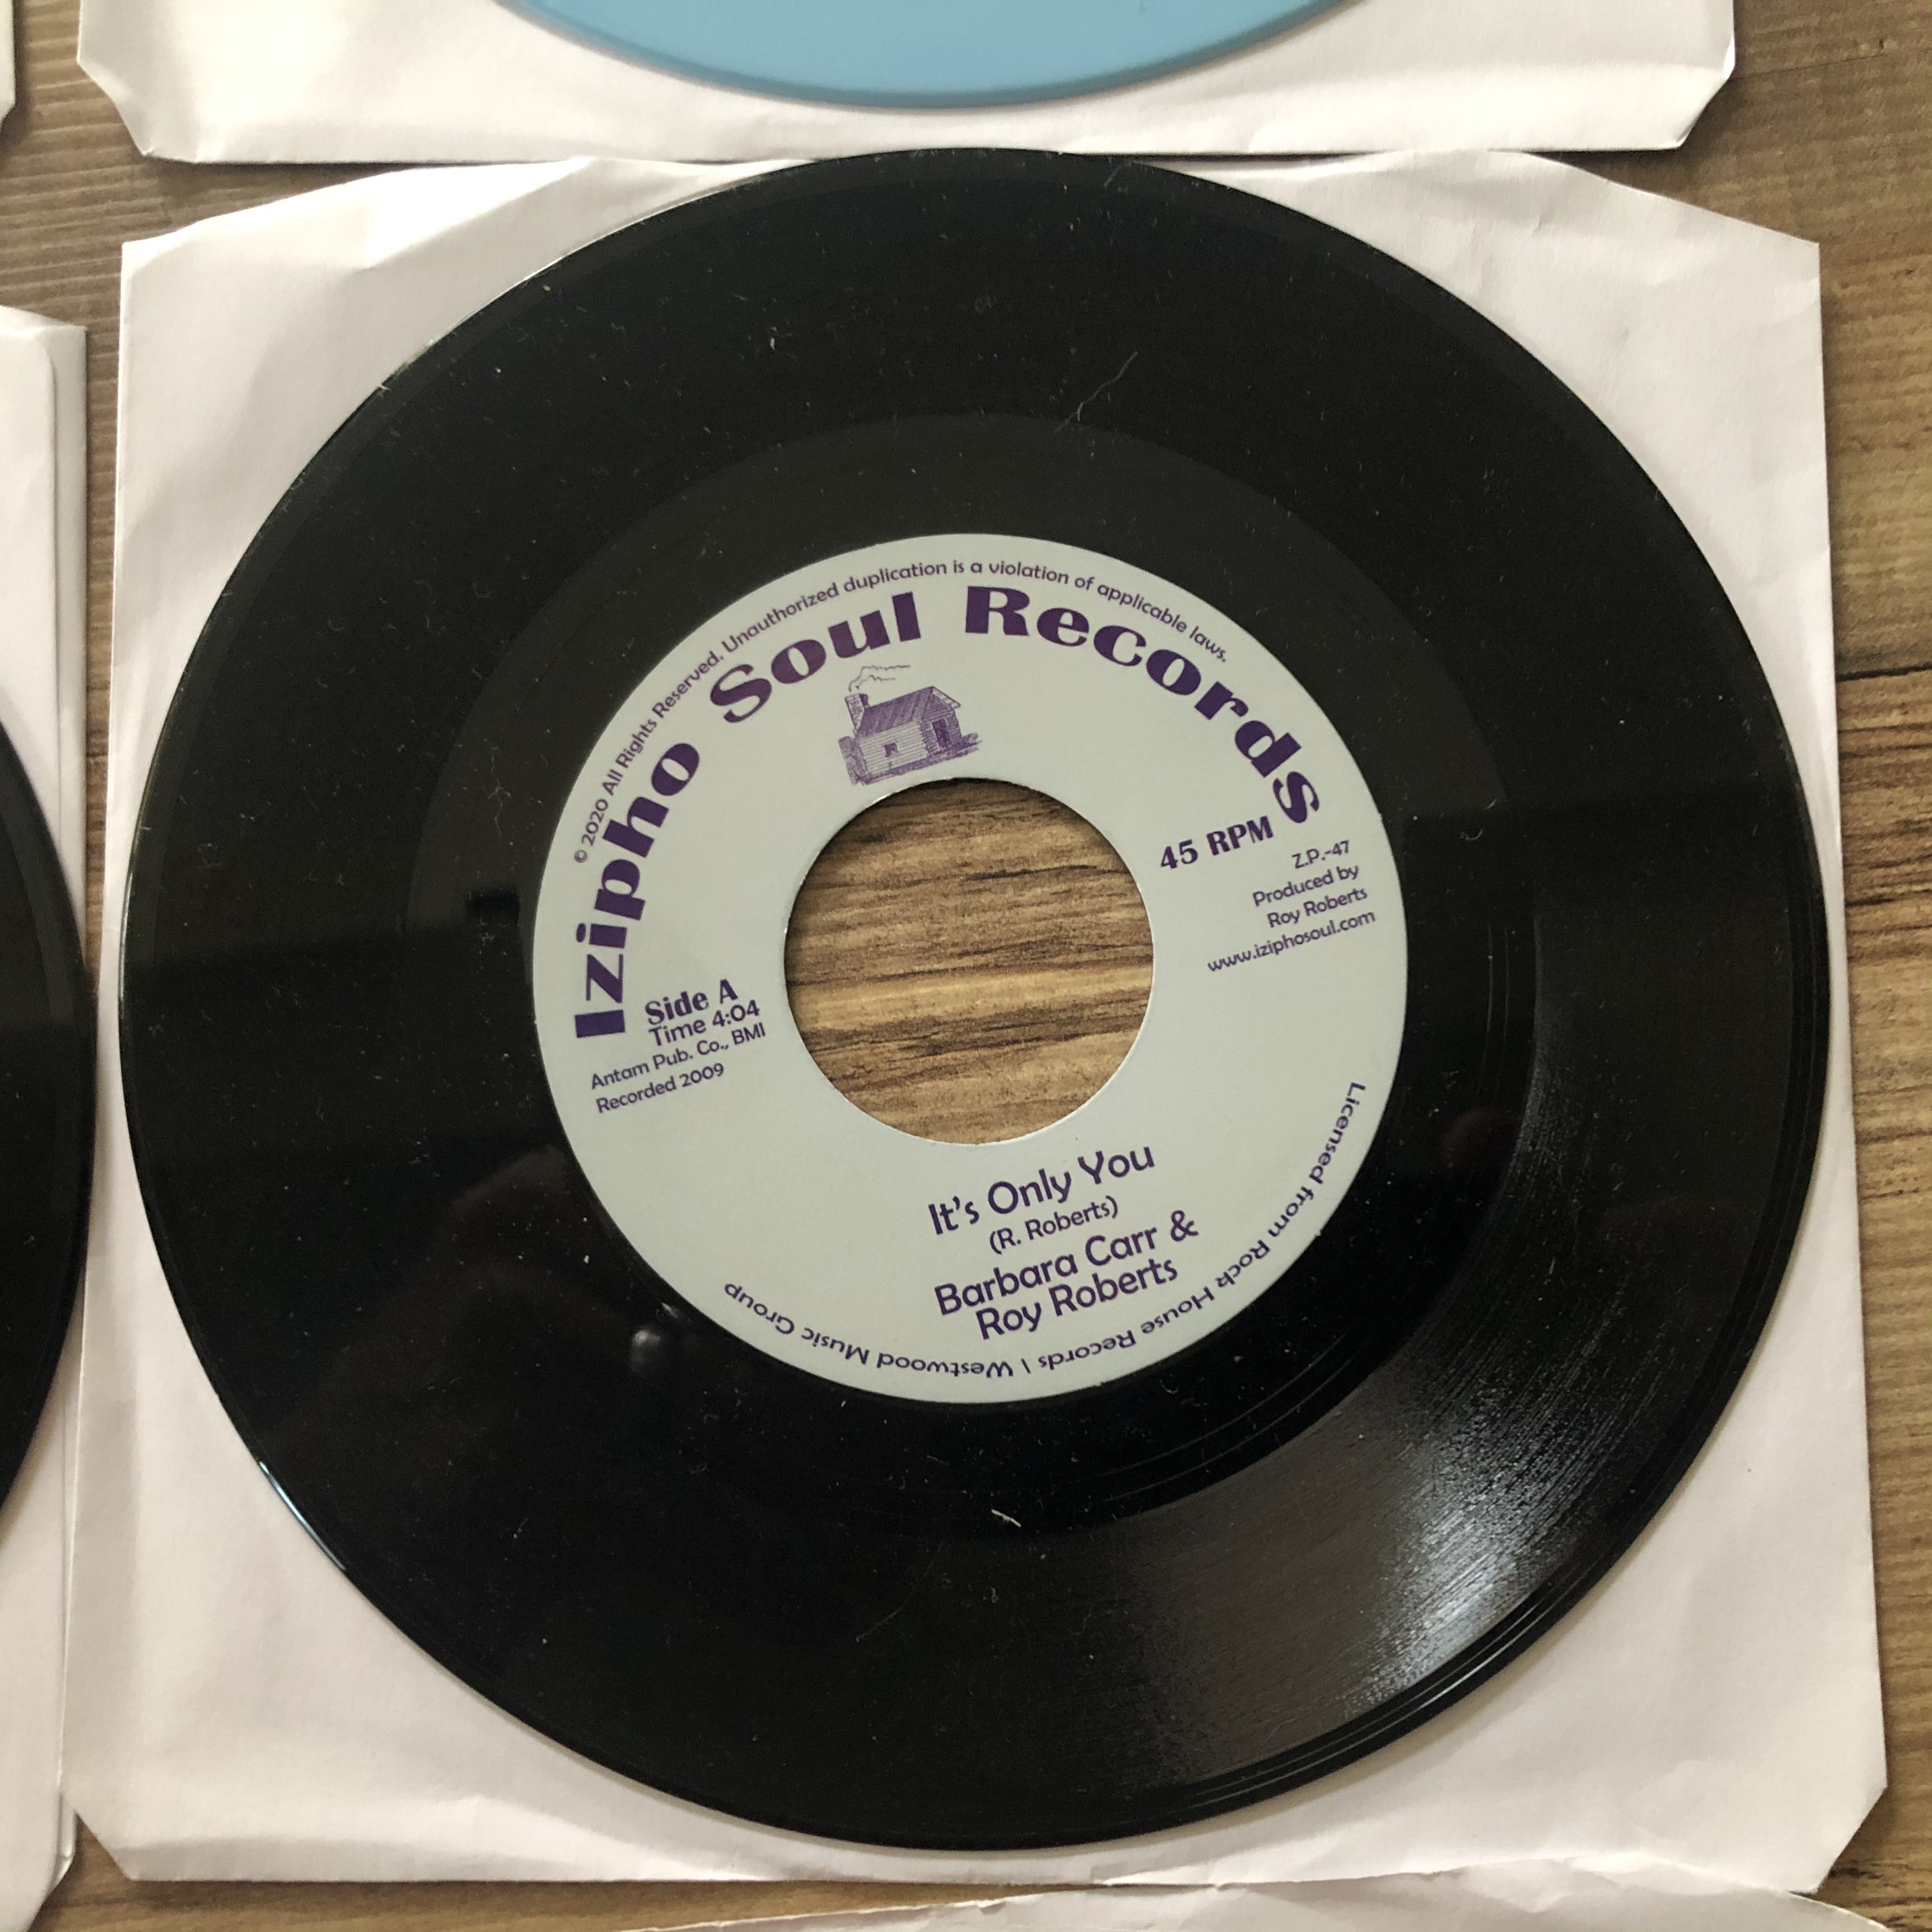 © 2020 All Rights Reserved. Unauthorized duplication is a violation of applicable laws.
Izipho Soul Records
45 RPM
Z.P.-47
Produced by
Roy Roberts
www.iziphosoul.com
Side A
Time 4:04
Antam Pub. Co., BMI
Recorded 2009
It's Only You
(R. Roberts)
Barbara Carr &
Roy Roberts
Licensed from Rock House Records \ Westwood Music Group